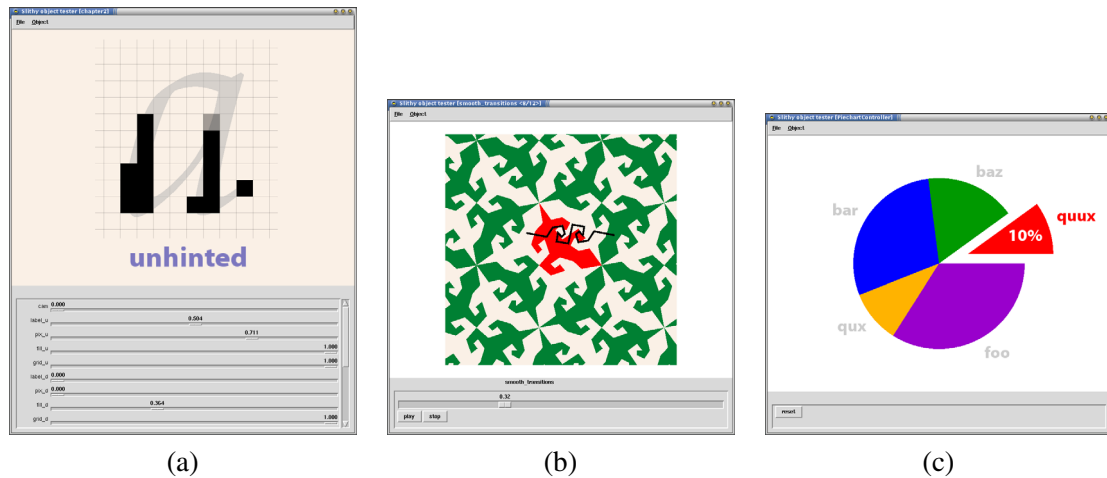 Slithy object tester [chapter2]
File Object
unhinted
clan 0.000
label_u 0.504
pix_u 0.711
fill_u 1.000
grid_u 1.000
label_d 0.000
pix_d 0.000
fill_d 0.364
grid_d 1.000
(a)
Slithy object tester [smooth_transitions <8/12>]
File Object
smooth_transitions
0.32
play stop
(b)
Slithy object tester [PiechartController]
File Object
baz
bar
quux
10%
qux
foo
reset
(c)